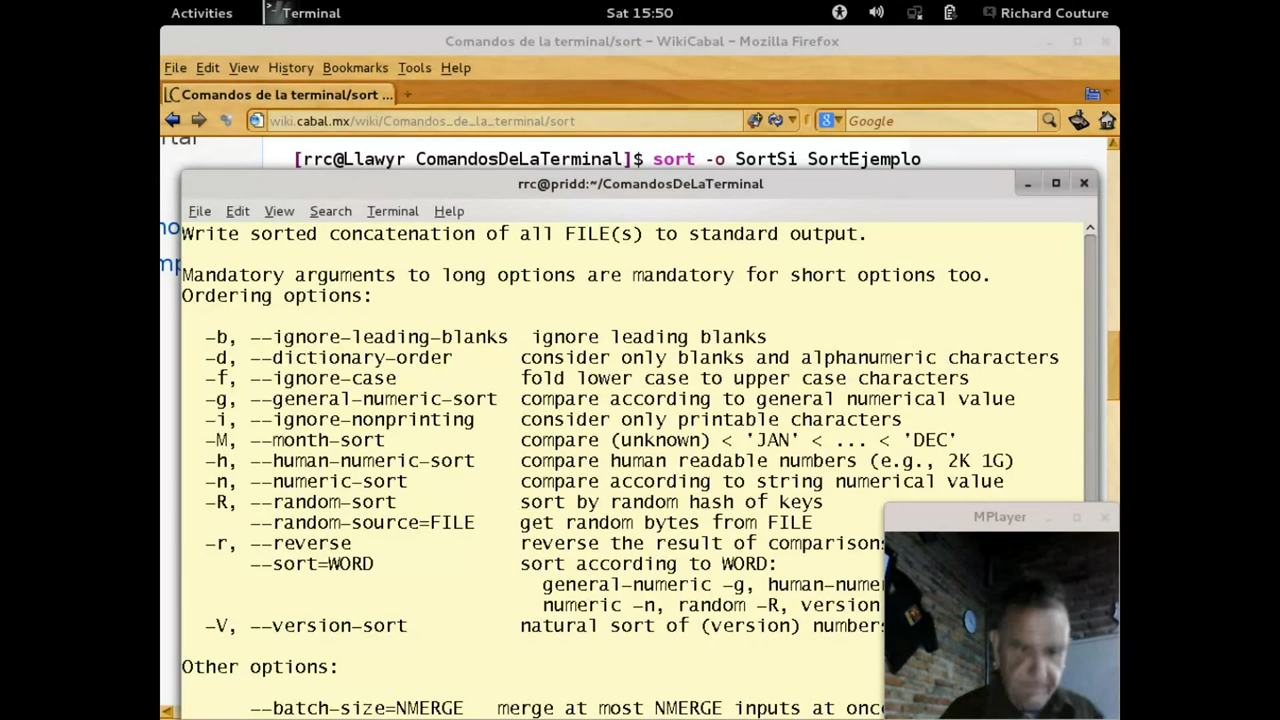 Activities Terminal Sat 15:50 Richard Couture
Comandos de la terminal/sort – WikiCabal – Mozilla Firefox
File Edit View History Bookmarks Tools Help
Comandos de la terminal/sort ... +
wiki.cabal.mx/wiki/Comandos_de_la_terminal/sort Google
[rrc@Llawyr ComandosDeLaTerminal]$ sort -o SortSi SortEjemplo
rrc@pridd:~/ComandosDeLaTerminal
File Edit View Search Terminal Help
Write sorted concatenation of all FILE(s) to standard output.
Mandatory arguments to long options are mandatory for short options too.
Ordering options:
-b, --ignore-leading-blanks ignore leading blanks
-d, --dictionary-order consider only blanks and alphanumeric characters
-f, --ignore-case fold lower case to upper case characters
-g, --general-numeric-sort compare according to general numerical value
-i, --ignore-nonprinting consider only printable characters
-M, --month-sort compare (unknown) < 'JAN' < ... < 'DEC'
-h, --human-numeric-sort compare human readable numbers (e.g., 2K 1G)
-n, --numeric-sort compare according to string numerical value
-R, --random-sort sort by random hash of keys
--random-source=FILE get random bytes from FILE
-r, --reverse reverse the result of comparison
--sort=WORD sort according to WORD:
general-numeric -g, human-nume
numeric -n, random -R, version
-V, --version-sort natural sort of (version) number
Other options:
--batch-size=NMERGE merge at most NMERGE inputs at once
MPlayer